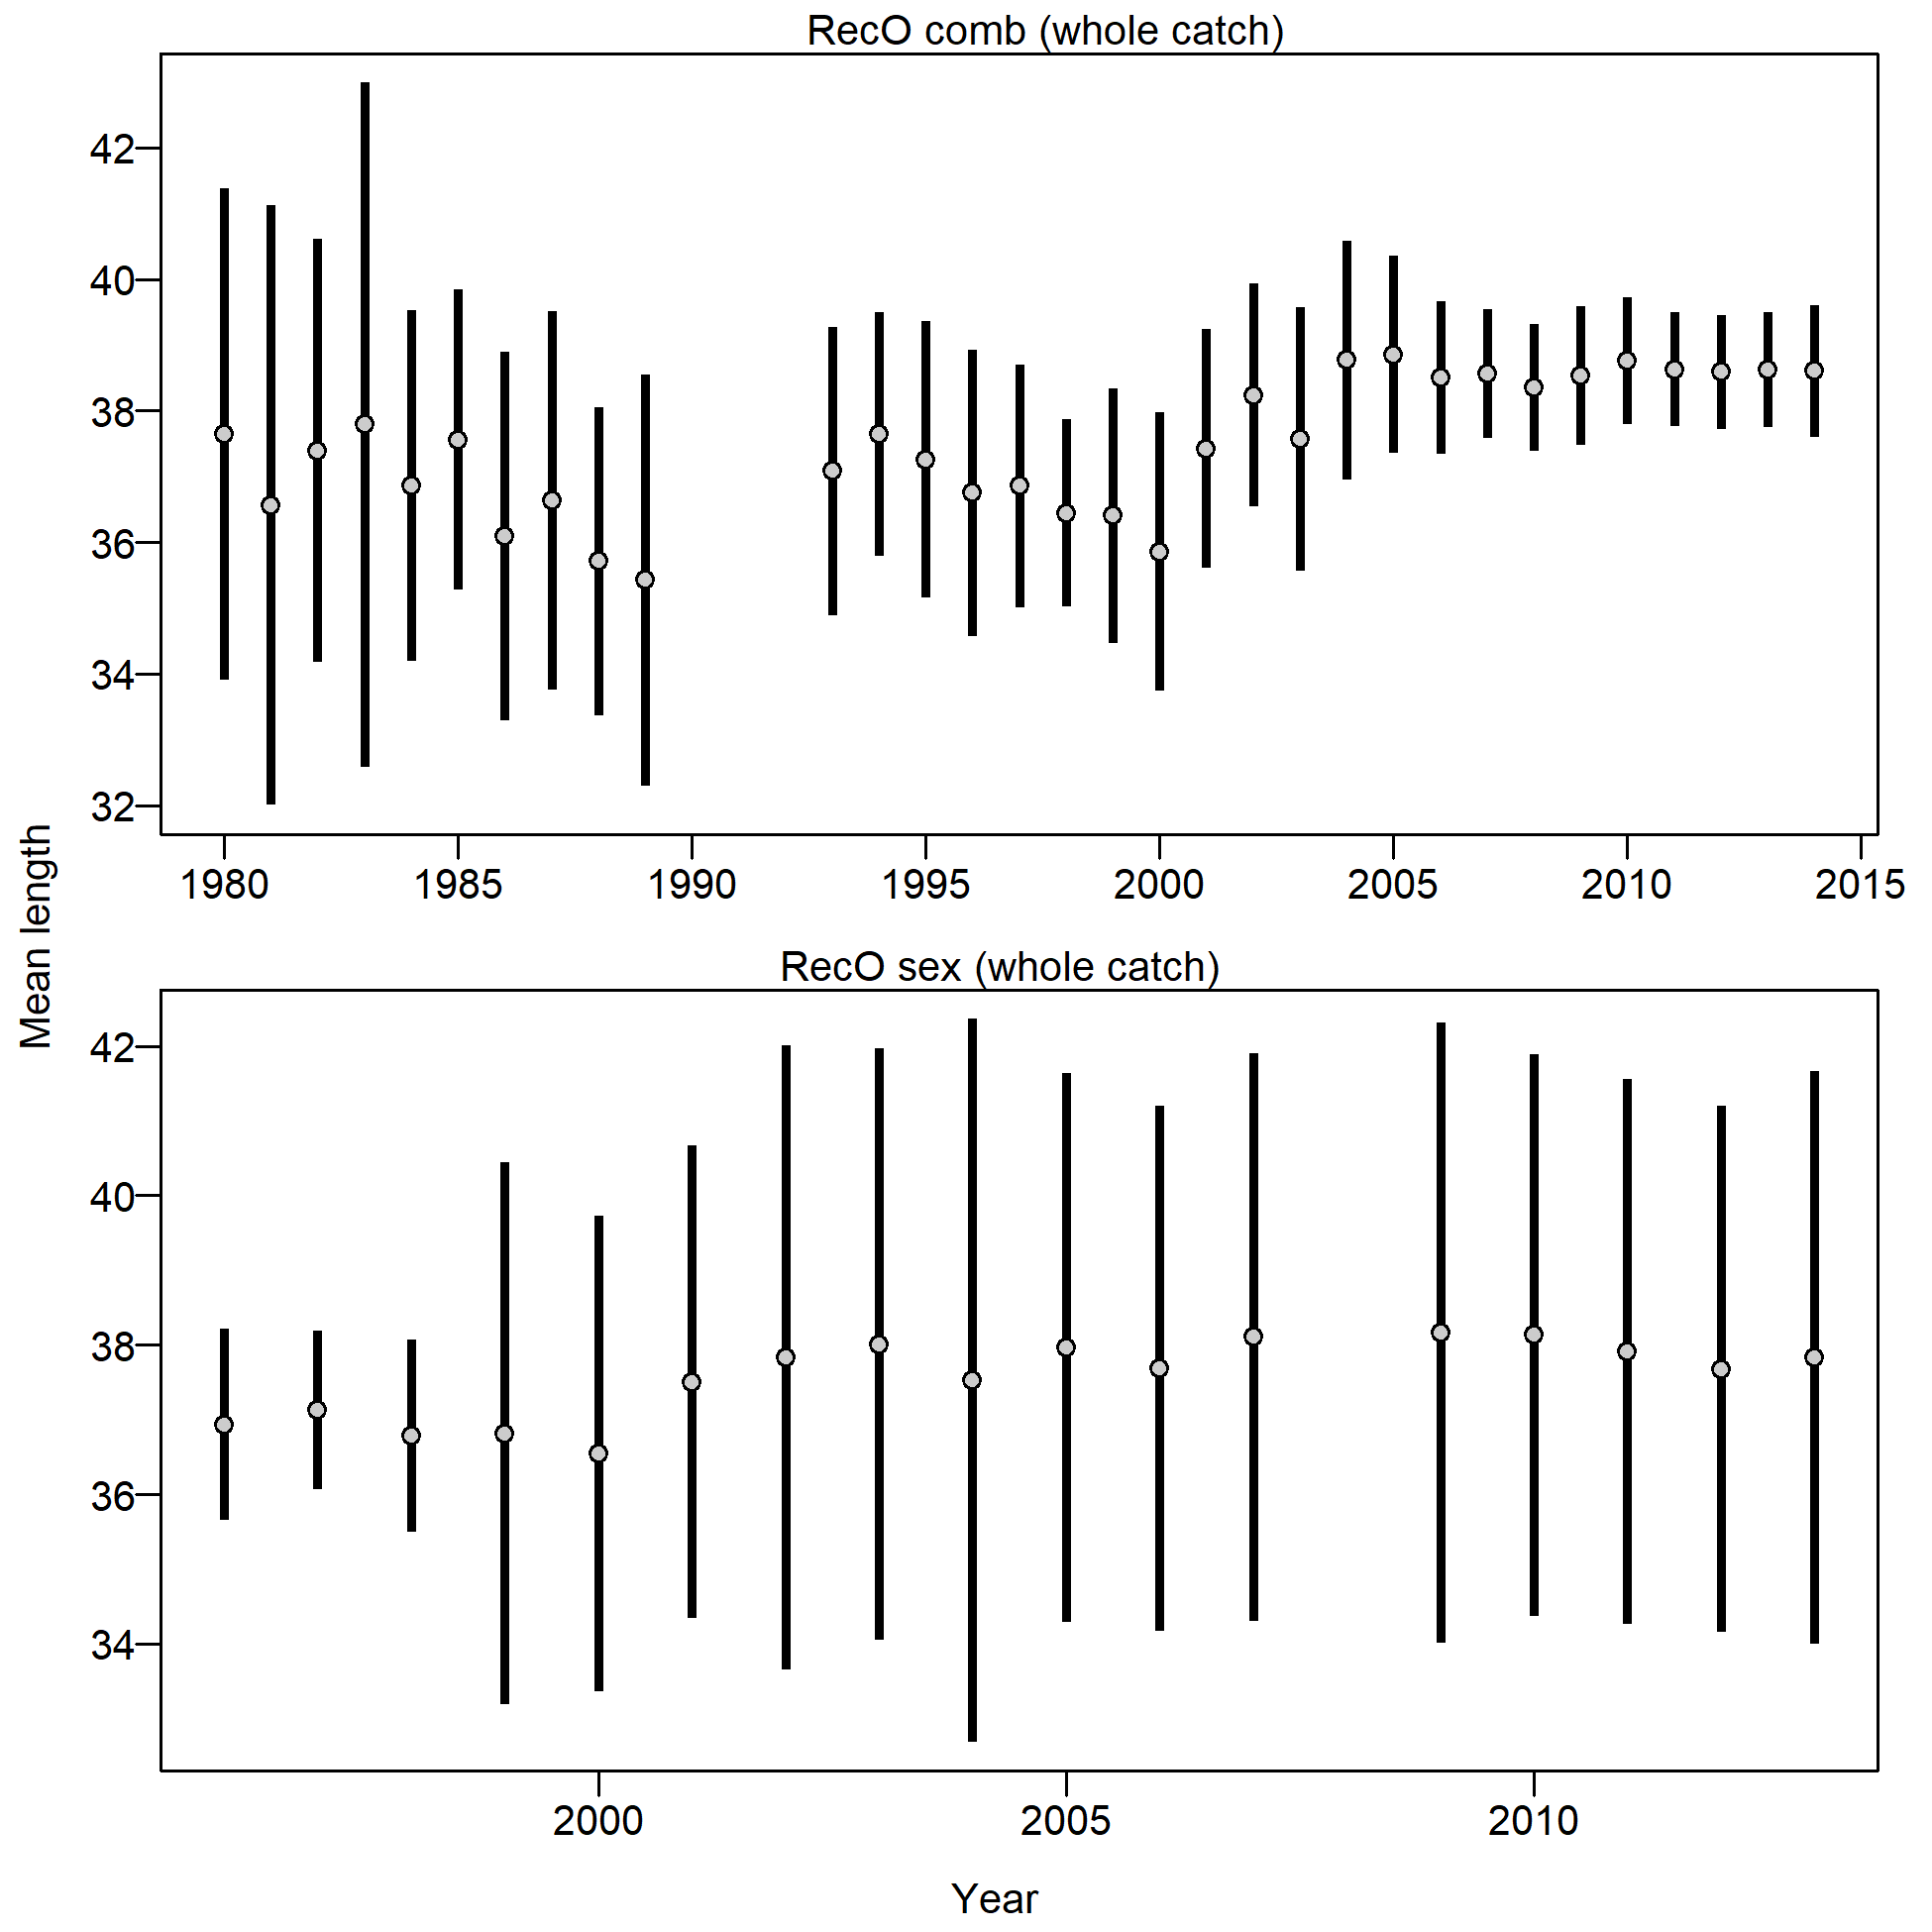 RecO comb (whole catch)
42
40
38
36
34
32
1980 1985 1990 1995 2000 2005 2010 2015
Mean length
RecO sex (whole catch)
42
40
38
36
34
2000 2005 2010
Year